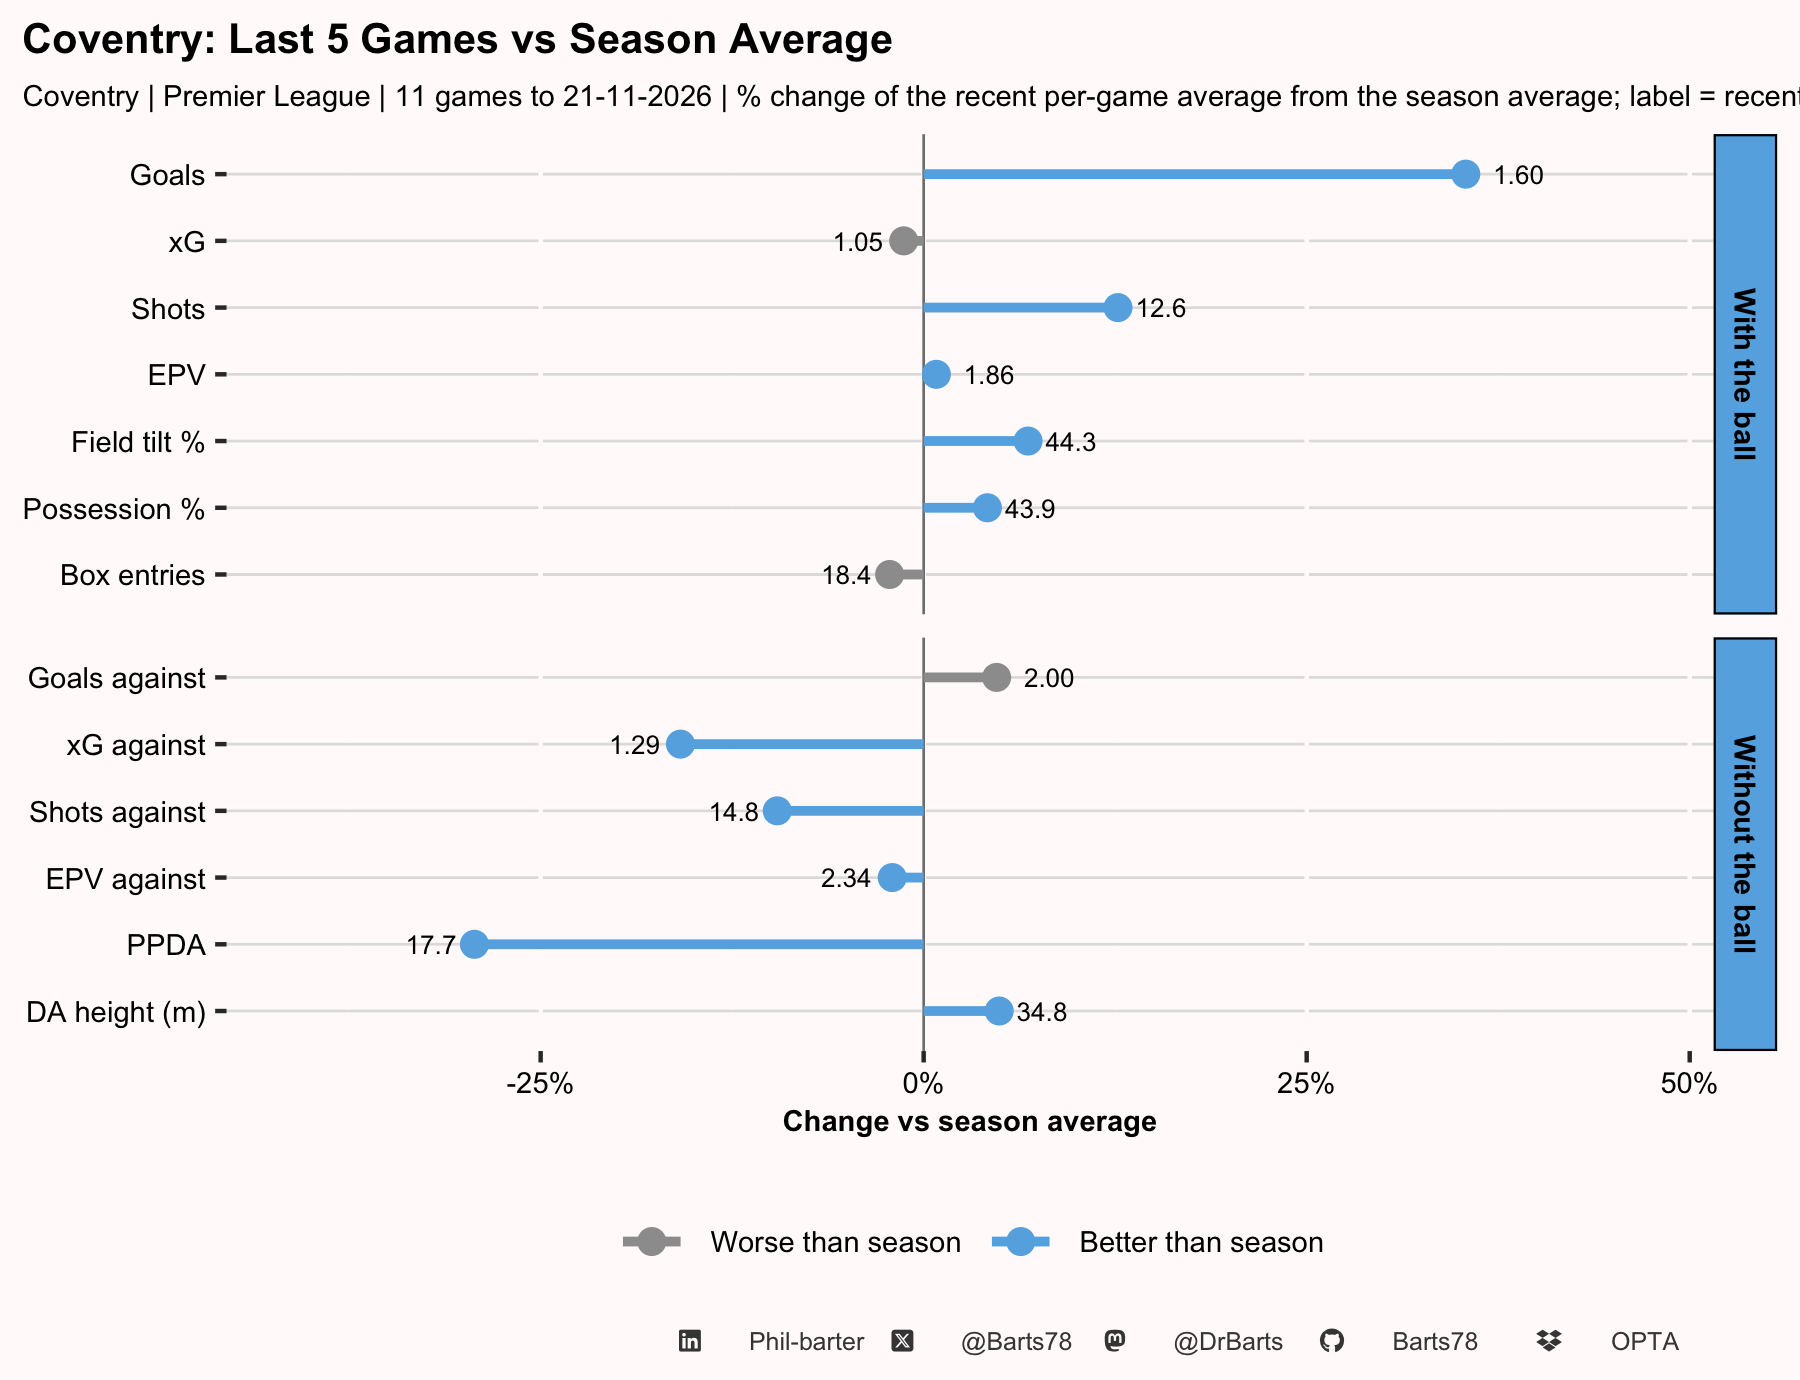 Coventry: Last 5 Games vs Season Average
Coventry | Premier League | 11 games to 21-11-2026 | % change of the recent per-game average from the season average; label = recent
Goals
1.60
xG
1.05
Shots
12.6
EPV
1.86
Field tilt %
44.3
Possession %
43.9
Box entries
18.4
With the ball
Goals against
2.00
xG against
1.29
Shots against
14.8
EPV against
2.34
PPDA
17.7
DA height (m)
34.8
Without the ball
-25%
0%
25%
50%
Change vs season average
Worse than season
Better than season
Phil-barter
@Barts78
@DrBarts
Barts78
OPTA